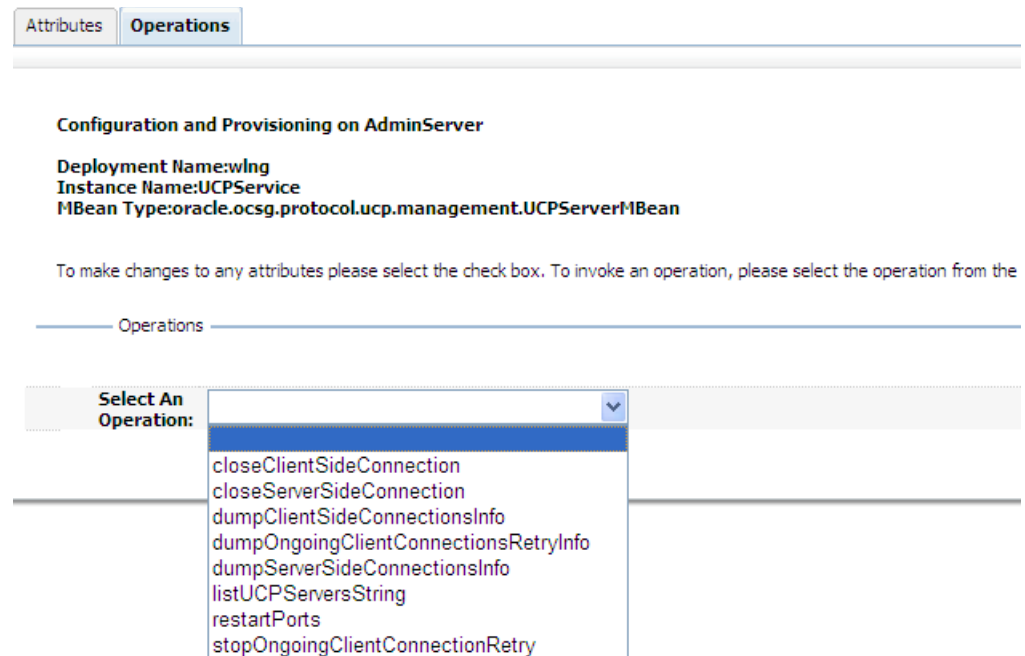 Attributes Operations
Configuration and Provisioning on AdminServer
Deployment Name:wlng
Instance Name:UCPService
MBean Type:oracle.ocsg.protocol.ucp.management.UCPServerMBean
To make changes to any attributes please select the check box. To invoke an operation, please select the operation from the
Operations
Select An
Operation:
closeClientSideConnection
closeServerSideConnection
dumpClientSideConnectionsInfo
dumpOngoingClientConnectionsRetryInfo
dumpServerSideConnectionsInfo
listUCPServersString
restartPorts
stopOngoingClientConnectionRetry